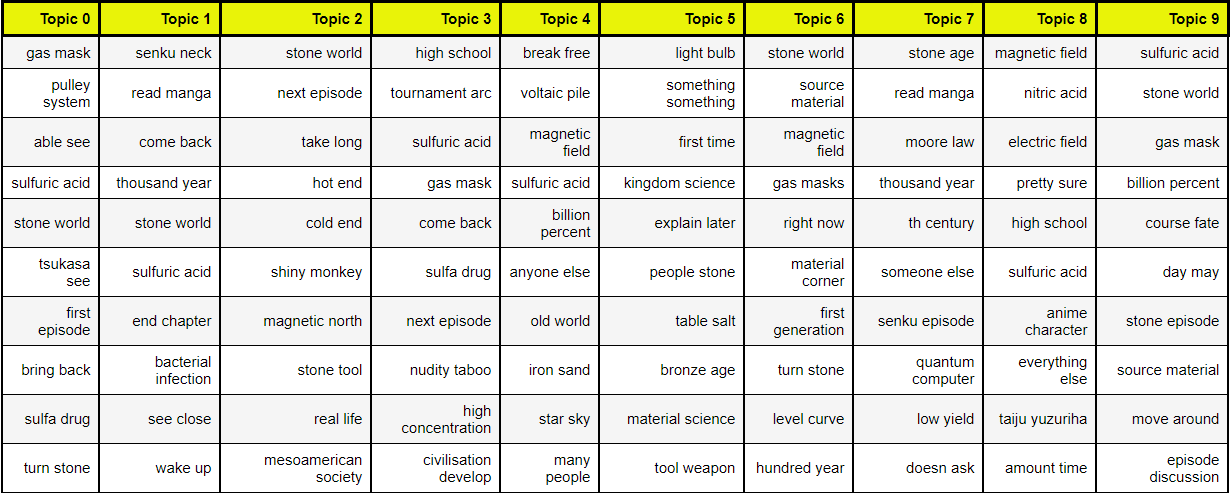 Topic 0 Topic 1 Topic 2 Topic 3 Topic 4 Topic 5 Topic 6 Topic 7 Topic 8 Topic 9
gas mask senku neck stone world high school break free light bulb stone world stone age magnetic field sulfuric acid
pulley system read manga next episode tournament arc voltaic pile something something source material read manga nitric acid stone world
able see come back take long sulfuric acid magnetic field first time magnetic field moore law electric field gas mask
sulfuric acid thousand year hot end gas mask sulfuric acid kingdom science gas masks thousand year pretty sure billion percent
stone world stone world cold end come back billion percent explain later right now th century high school course fate
tsukasa see sulfuric acid shiny monkey sulfa drug anyone else people stone material corner someone else sulfuric acid day may
first episode end chapter magnetic north next episode old world table salt first generation senku episode anime character stone episode
bring back bacterial infection stone tool nudity taboo iron sand bronze age turn stone quantum computer everything else source material
sulfa drug see close real life high concentration star sky material science level curve low yield taiju yuzuriha move around
turn stone wake up mesoamerican society civilisation develop many people tool weapon hundred year doesn ask amount time episode discussion